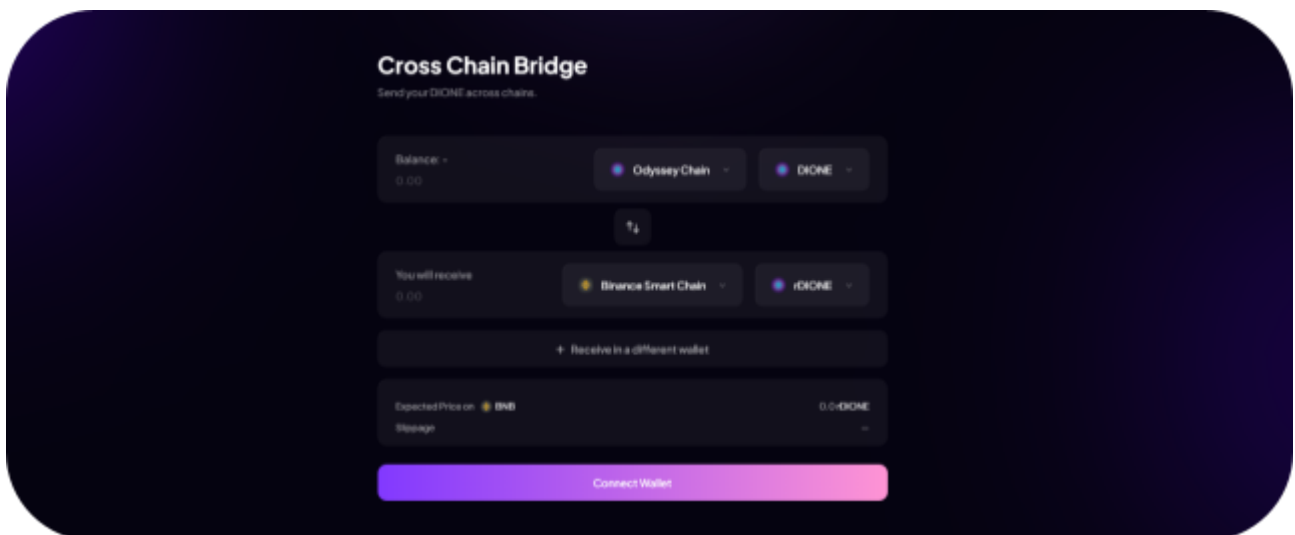 Cross Chain Bridge
Send your DIONE across chains.
Balance: -
0.00
Odyssey Chain
DIONE
You will receive
0.00
Binance Smart Chain
rDIONE
+ Receive in a different wallet
Expected Price on BNB
0.0 rDIONE
Slippage
--
Connect Wallet